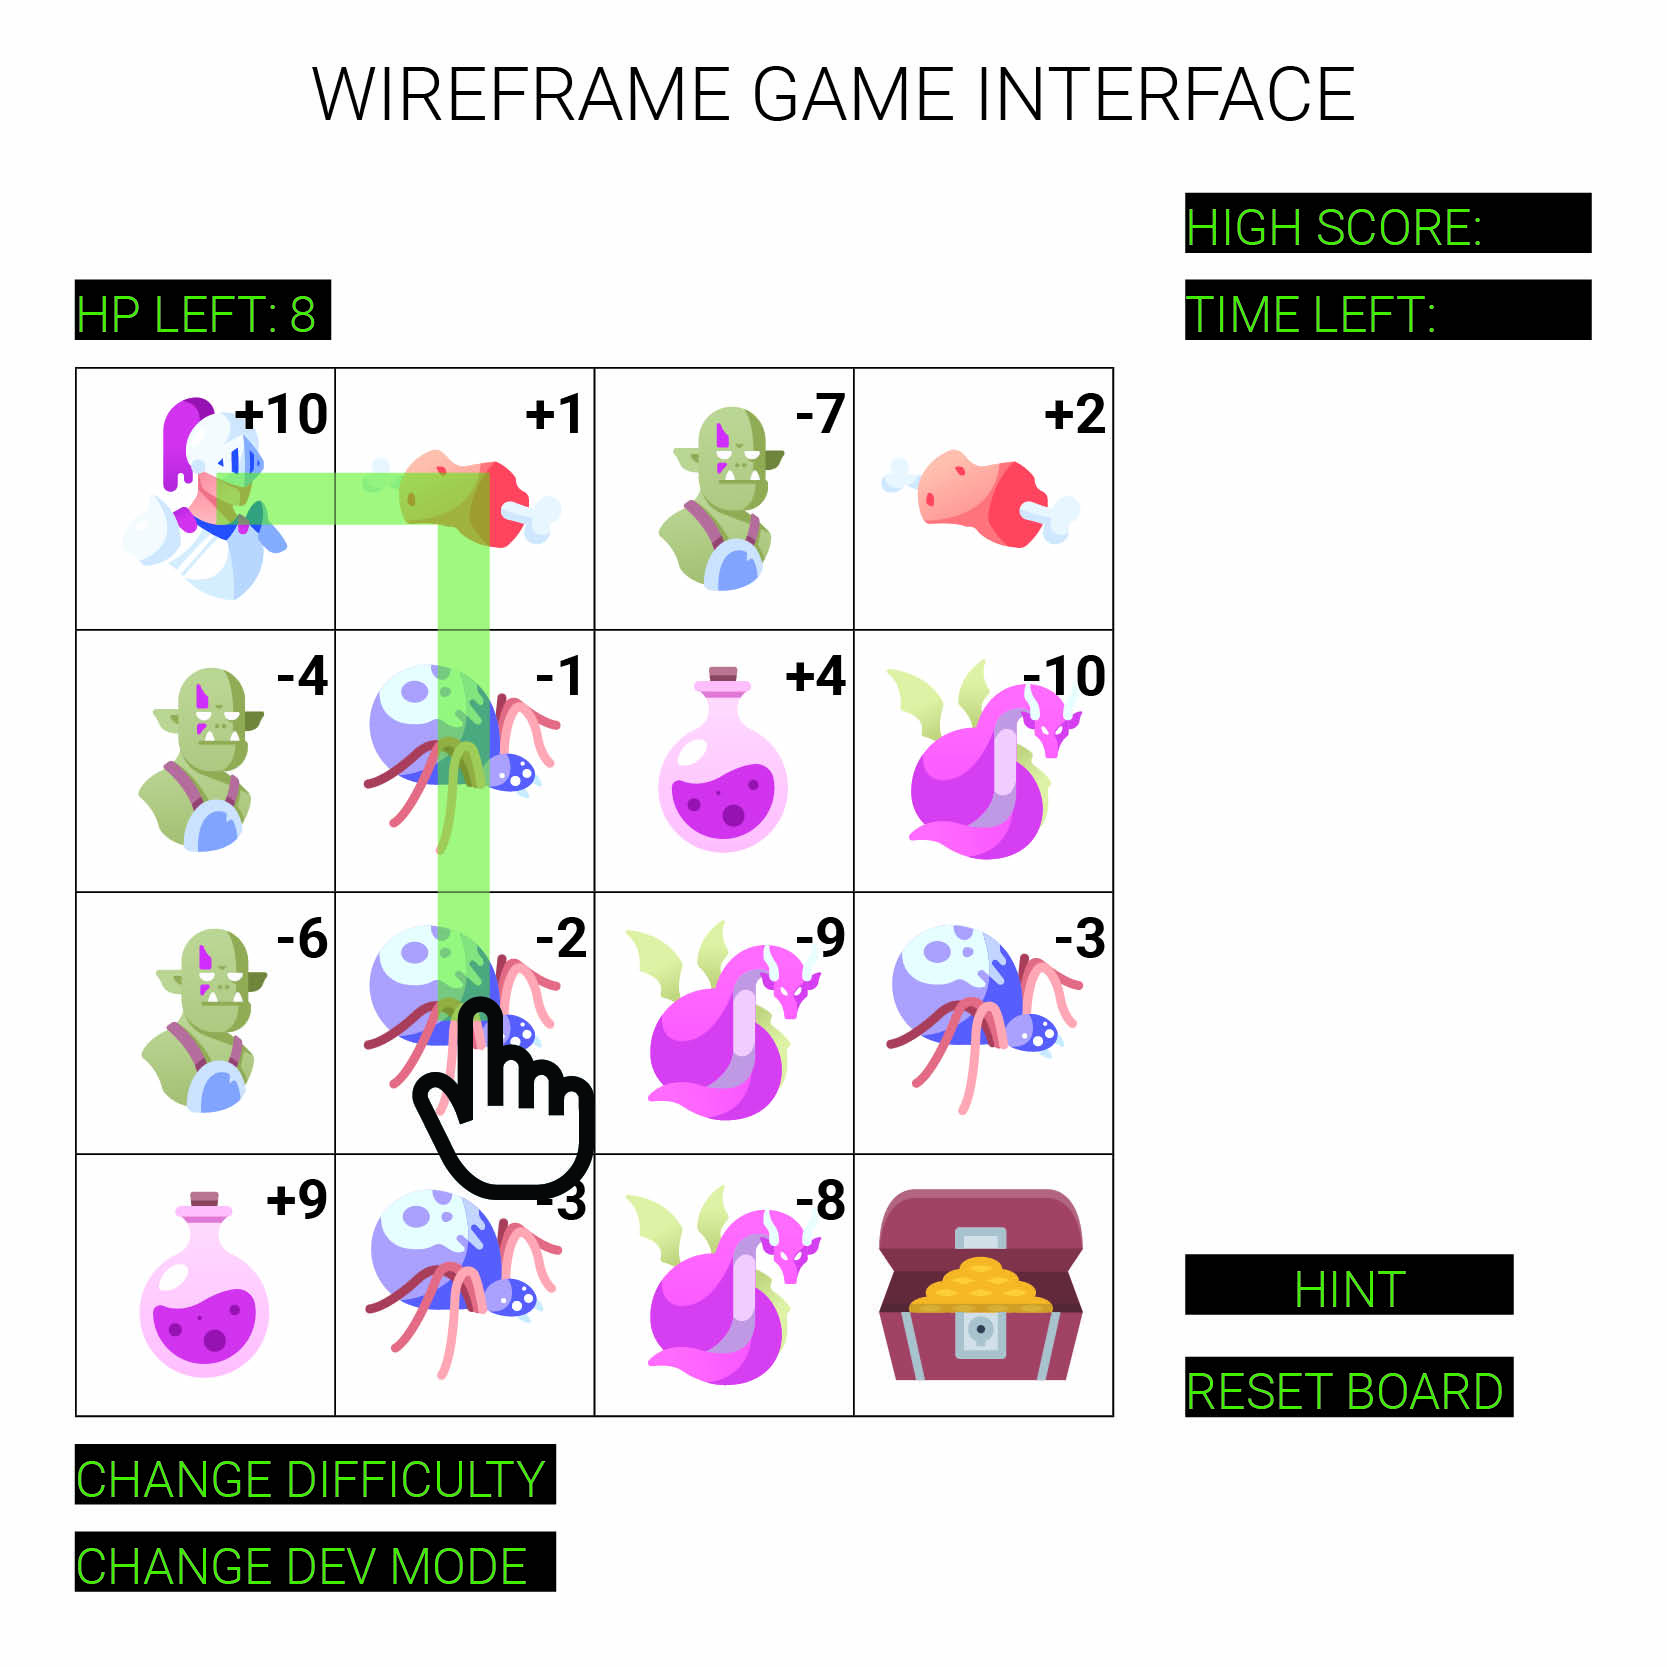 WIREFRAME GAME INTERFACE
HIGH SCORE:
HP LEFT: 8
TIME LEFT:
+10 +1 -7 +2
-4 -1 +4 -10
-6 -2 -9 -3
+9 -3 -8
HINT
RESET BOARD
CHANGE DIFFICULTY
CHANGE DEV MODE